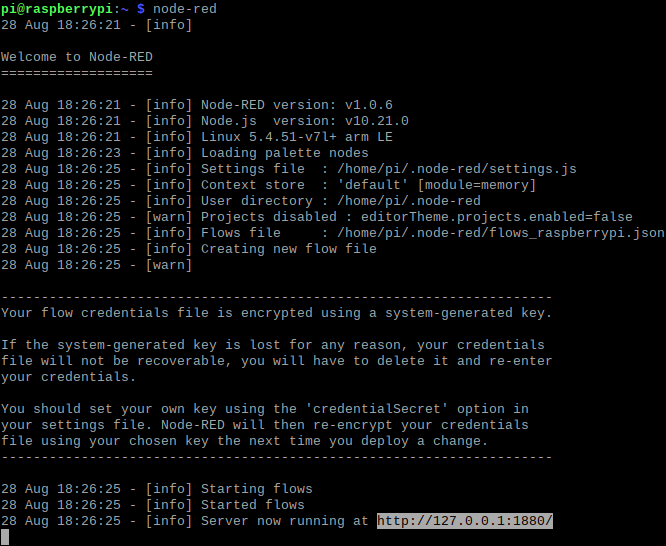 pi@raspberrypi:~ $ node-red
28 Aug 18:26:21 - [info]
Welcome to Node-RED
===================
28 Aug 18:26:21 - [info] Node-RED version: v1.0.6
28 Aug 18:26:21 - [info] Node.js  version: v10.21.0
28 Aug 18:26:21 - [info] Linux 5.4.51-v7l+ arm LE
28 Aug 18:26:23 - [info] Loading palette nodes
28 Aug 18:26:25 - [info] Settings file  : /home/pi/.node-red/settings.js
28 Aug 18:26:25 - [info] Context store  : 'default' [module=memory]
28 Aug 18:26:25 - [info] User directory : /home/pi/.node-red
28 Aug 18:26:25 - [warn] Projects disabled : editorTheme.projects.enabled=false
28 Aug 18:26:25 - [info] Flows file     : /home/pi/.node-red/flows_raspberrypi.json
28 Aug 18:26:25 - [info] Creating new flow file
28 Aug 18:26:25 - [warn]
---------------------------------------------------------------------
Your flow credentials file is encrypted using a system-generated key.
If the system-generated key is lost for any reason, your credentials
file will not be recoverable, you will have to delete it and re-enter
your credentials.
You should set your own key using the 'credentialSecret' option in
your settings file. Node-RED will then re-encrypt your credentials
file using your chosen key the next time you deploy a change.
---------------------------------------------------------------------
28 Aug 18:26:25 - [info] Starting flows
28 Aug 18:26:25 - [info] Started flows
28 Aug 18:26:25 - [info] Server now running at http://127.0.0.1:1880/